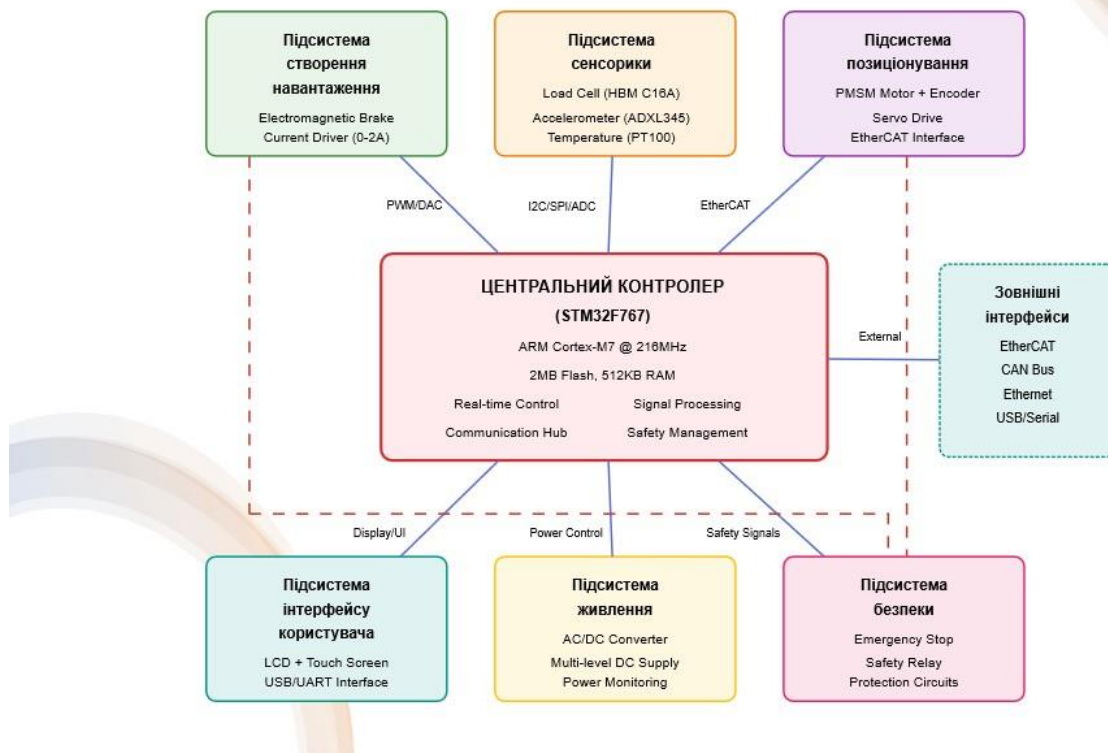 Підсистема
створення
навантаження
Electromagnetic Brake
Current Driver (0-2A)
Підсистема
сенсорики
Load Cell (HBM C16A)
Accelerometer (ADXL345)
Temperature (PT100)
Підсистема
позиціонування
PMSM Motor + Encoder
Servo Drive
EtherCAT Interface
PWM/DAC
I2C/SPI/ADC
EtherCAT
ЦЕНТРАЛЬНИЙ КОНТРОЛЕР
(STM32F767)
ARM Cortex-M7 @ 216MHz
2MB Flash, 512KB RAM
Real-time Control
Signal Processing
Communication Hub
Safety Management
External
Зовнішні
інтерфейси
EtherCAT
CAN Bus
Ethernet
USB/Serial
Display/UI
Power Control
Safety Signals
Підсистема
інтерфейсу
користувача
LCD + Touch Screen
USB/UART Interface
Підсистема
живлення
AC/DC Converter
Multi-level DC Supply
Power Monitoring
Підсистема
безпеки
Emergency Stop
Safety Relay
Protection Circuits